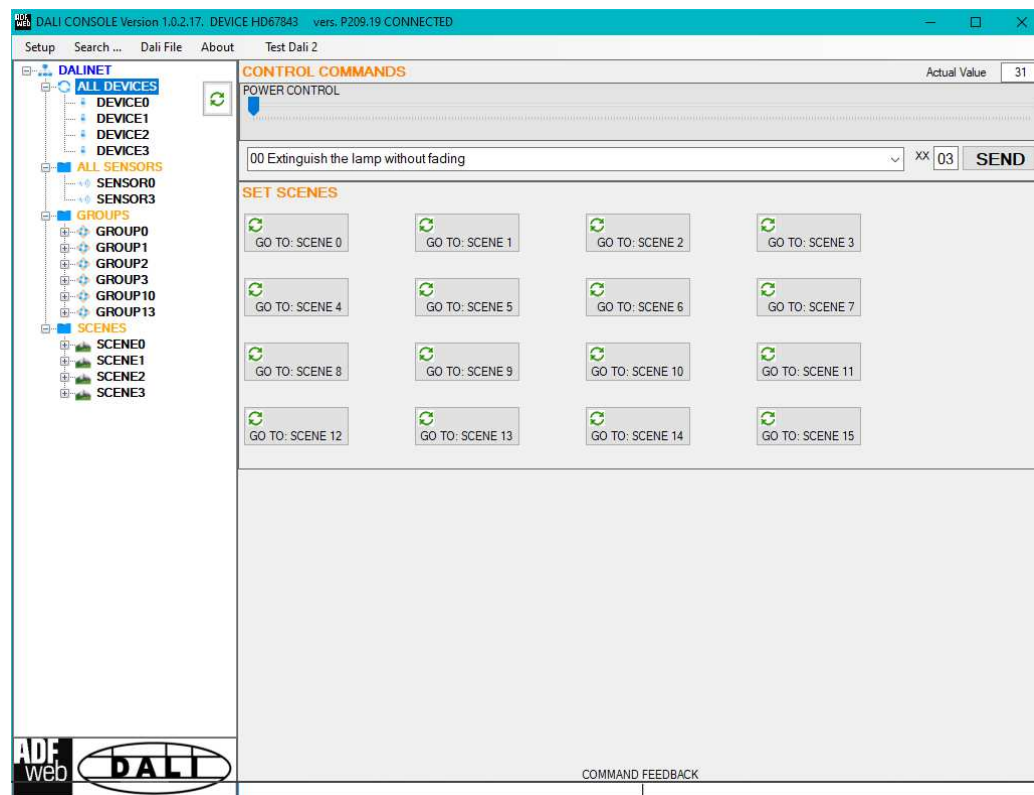 DALI CONSOLE Version 1.0.2.17. DEVICE HD67843 vers. P209.19 CONNECTED
Setup Search ... Dali File About Test Dali 2
DALINET
ALL DEVICES
DEVICE0
DEVICE1
DEVICE2
DEVICE3
ALL SENSORS
SENSOR0
SENSOR3
GROUPS
GROUP0
GROUP1
GROUP2
GROUP3
GROUP10
GROUP13
SCENES
SCENE0
SCENE1
SCENE2
SCENE3
CONTROL COMMANDS Actual Value 31
POWER CONTROL
00 Extinguish the lamp without fading XX 03 SEND
SET SCENES
GO TO: SCENE 0 GO TO: SCENE 1 GO TO: SCENE 2 GO TO: SCENE 3
GO TO: SCENE 4 GO TO: SCENE 5 GO TO: SCENE 6 GO TO: SCENE 7
GO TO: SCENE 8 GO TO: SCENE 9 GO TO: SCENE 10 GO TO: SCENE 11
GO TO: SCENE 12 GO TO: SCENE 13 GO TO: SCENE 14 GO TO: SCENE 15
ADF
web
DALI
COMMAND FEEDBACK